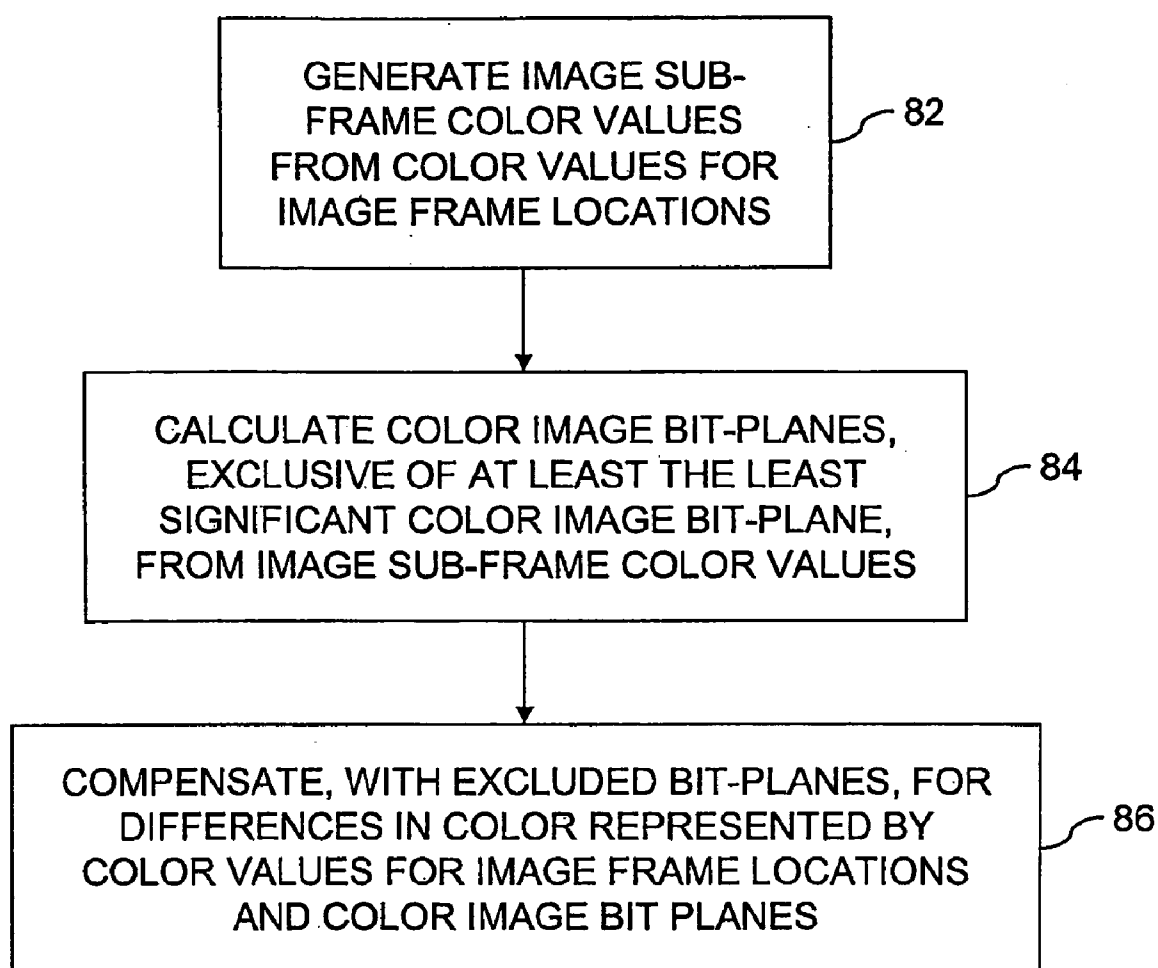 GENERATE IMAGE SUB-
FRAME COLOR VALUES
FROM COLOR VALUES FOR
IMAGE FRAME LOCATIONS
82
CALCULATE COLOR IMAGE BIT-PLANES,
EXCLUSIVE OF AT LEAST THE LEAST
SIGNIFICANT COLOR IMAGE BIT-PLANE,
FROM IMAGE SUB-FRAME COLOR VALUES
84
COMPENSATE, WITH EXCLUDED BIT-PLANES, FOR
DIFFERENCES IN COLOR REPRESENTED BY
COLOR VALUES FOR IMAGE FRAME LOCATIONS
AND COLOR IMAGE BIT PLANES
86